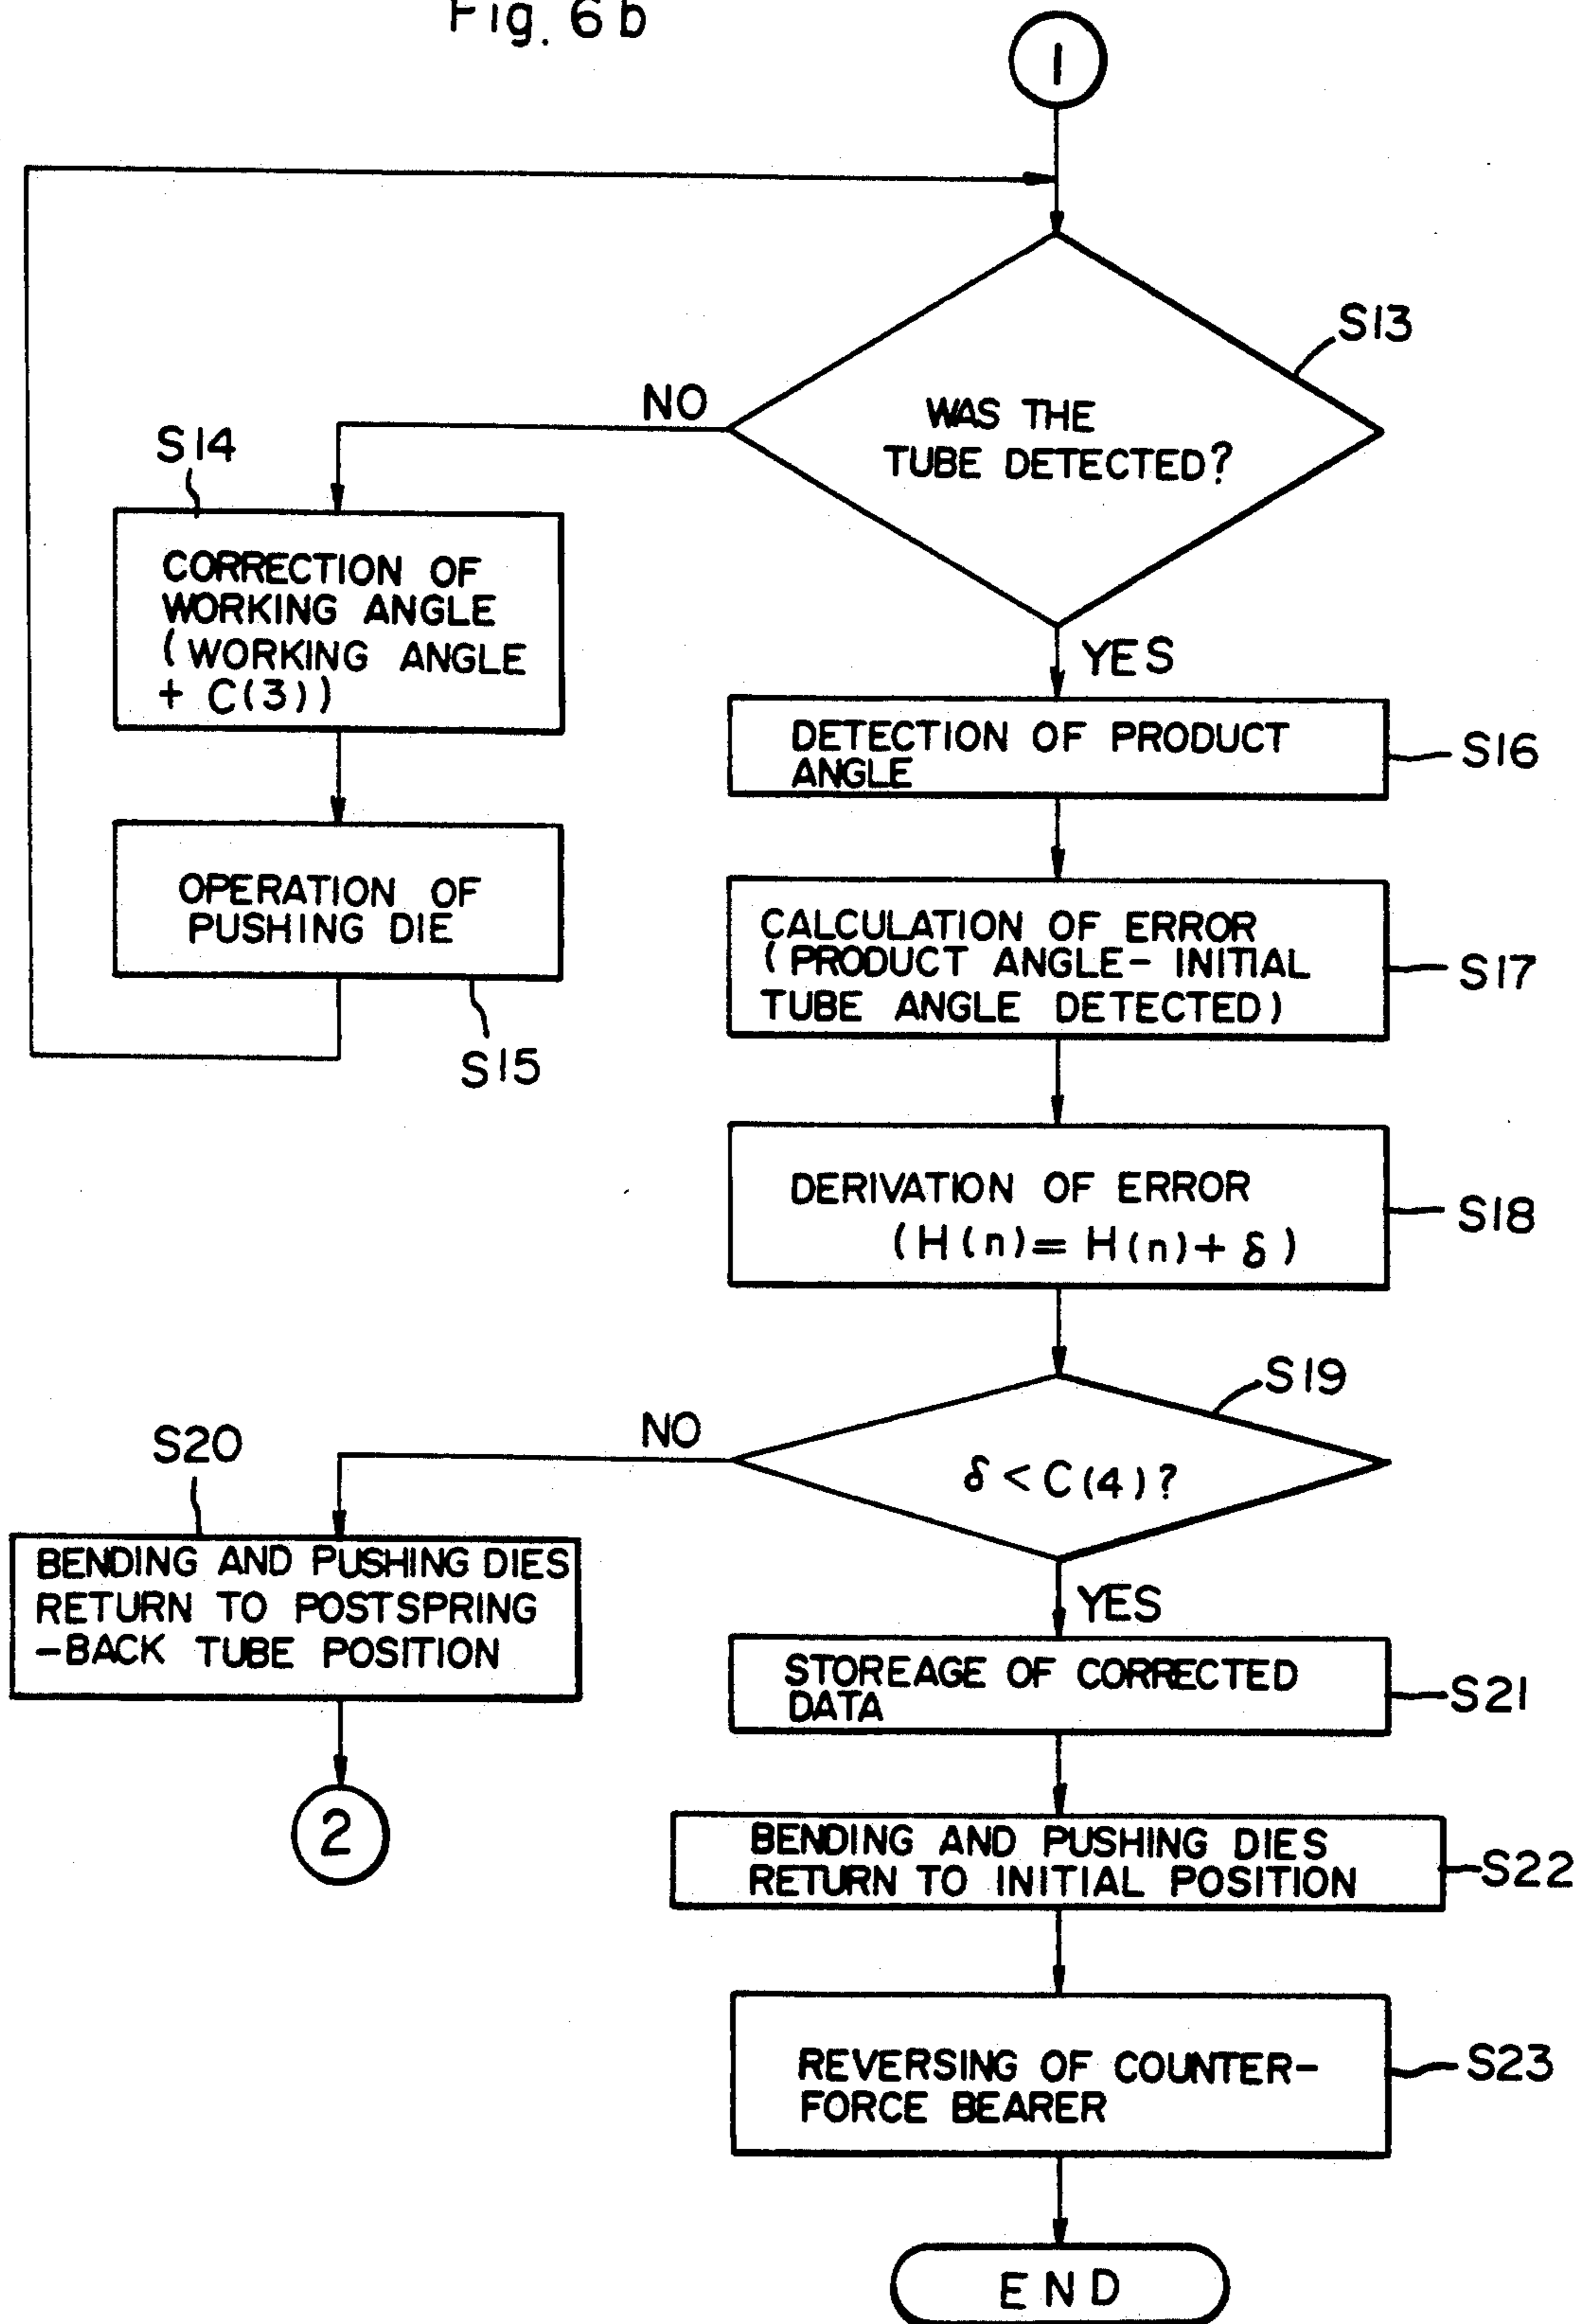 Fig. 6b
1
S13
WAS THE
TUBE DETECTED?
NO
S14
CORRECTION OF
WORKING ANGLE
(WORKING ANGLE
+ C(3))
YES
DETECTION OF PRODUCT
ANGLE
S16
OPERATION OF
PUSHING DIE
S15
CALCULATION OF ERROR
(PRODUCT ANGLE- INITIAL
TUBE ANGLE DETECTED)
S17
DERIVATION OF ERROR
(H(n)= H(n)+ δ)
S18
S19
δ < C(4)?
NO
S20
BENDING AND PUSHING DIES
RETURN TO POSTSPRING
-BACK TUBE POSITION
2
YES
STOREAGE OF CORRECTED
DATA
S21
BENDING AND PUSHING DIES
RETURN TO INITIAL POSITION
S22
REVERSING OF COUNTER-
FORCE BEARER
S23
END